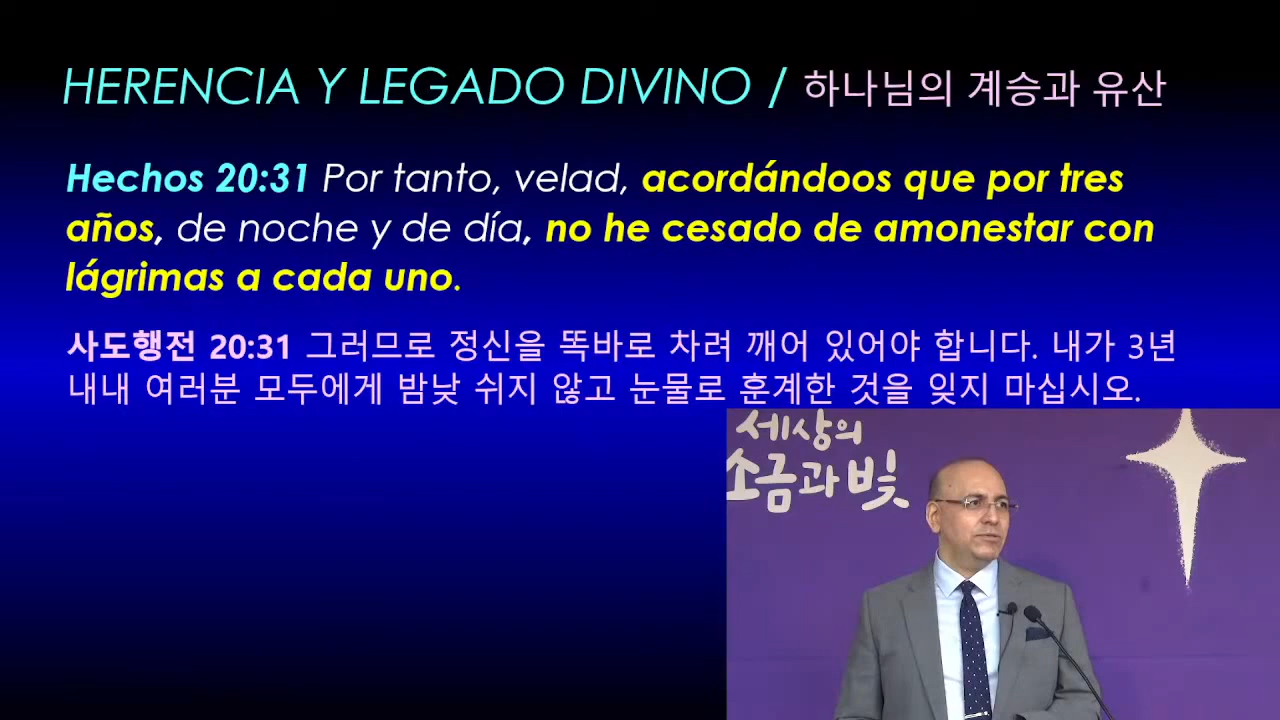 HERENCIA Y LEGADO DIVINO / 하나님의 계승과 유산
Hechos 20:31 Por tanto, velad, acordándoos que por tres
años, de noche y de día, no he cesado de amonestar con
lágrimas a cada uno.
사도행전 20:31 그러므로 정신을 똑바로 차려 깨어 있어야 합니다. 내가 3년
내내 여러분 모두에게 밤낮 쉬지 않고 눈물로 훈계한 것을 잊지 마십시오.
세상의
소금과 빛